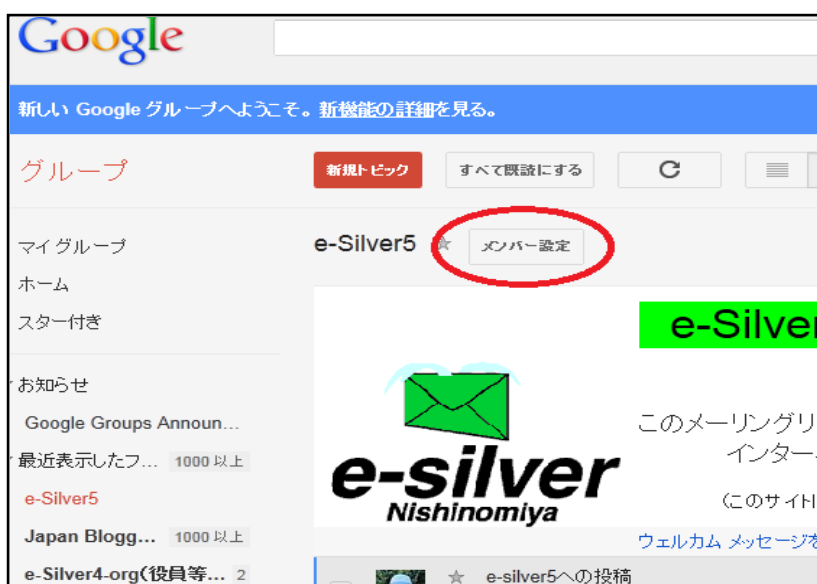 Google
新しい Google グループへようこそ。新機能の詳細を見る。
グループ
新規トピック すべて既読にする
e-Silver5 メンバー設定
マイグループ
ホーム
スター付き
お知らせ
Google Groups Announ...
最近表示したフ... 1000 以上
e-Silver5
Japan Blogg... 1000 以上
e-Silver4-org(役員等... 2
e-Silver
このメーリングリ
インター
(このサイト
ウェルカム メッセージを
e-silver
Nishinomiya
e-silver5への投稿